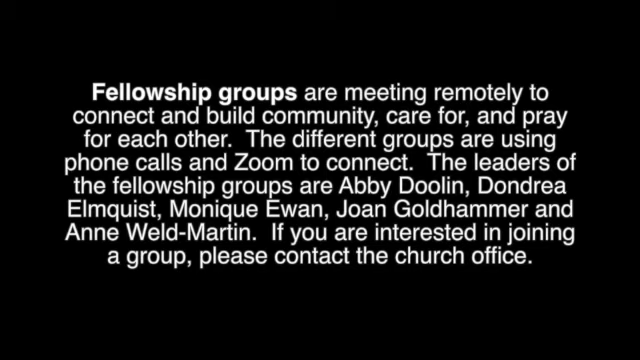 Fellowship groups are meeting remotely to
connect and build community, care for, and pray
for each other.  The different groups are using
phone calls and Zoom to connect.  The leaders of
the fellowship groups are Abby Doolin, Dondrea
Elmquist, Monique Ewan, Joan Goldhammer and
Anne Weld-Martin.  If you are interested in joining
a group, please contact the church office.